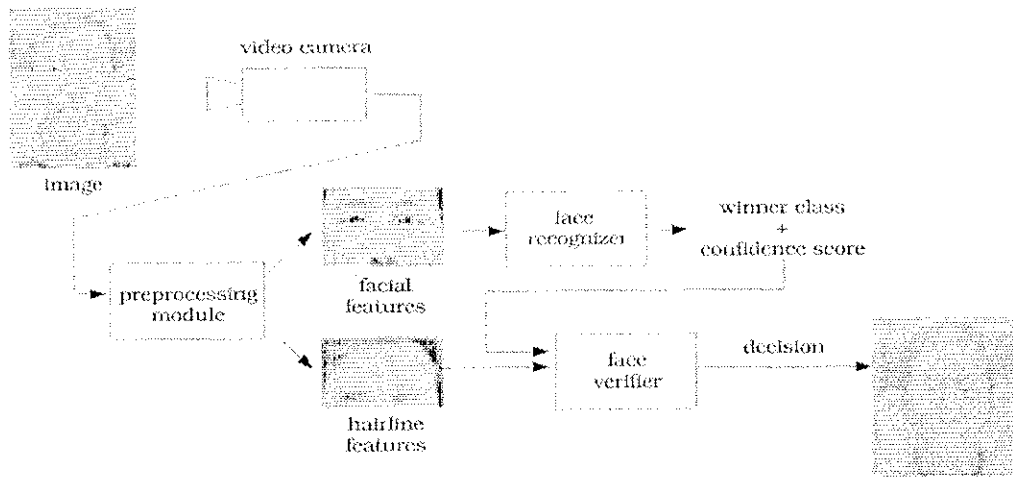 video camera
image
face
recognizer
winner class
+
confidence score
preprocessing
module
facial
features
face
verifier
decision
hairline
features